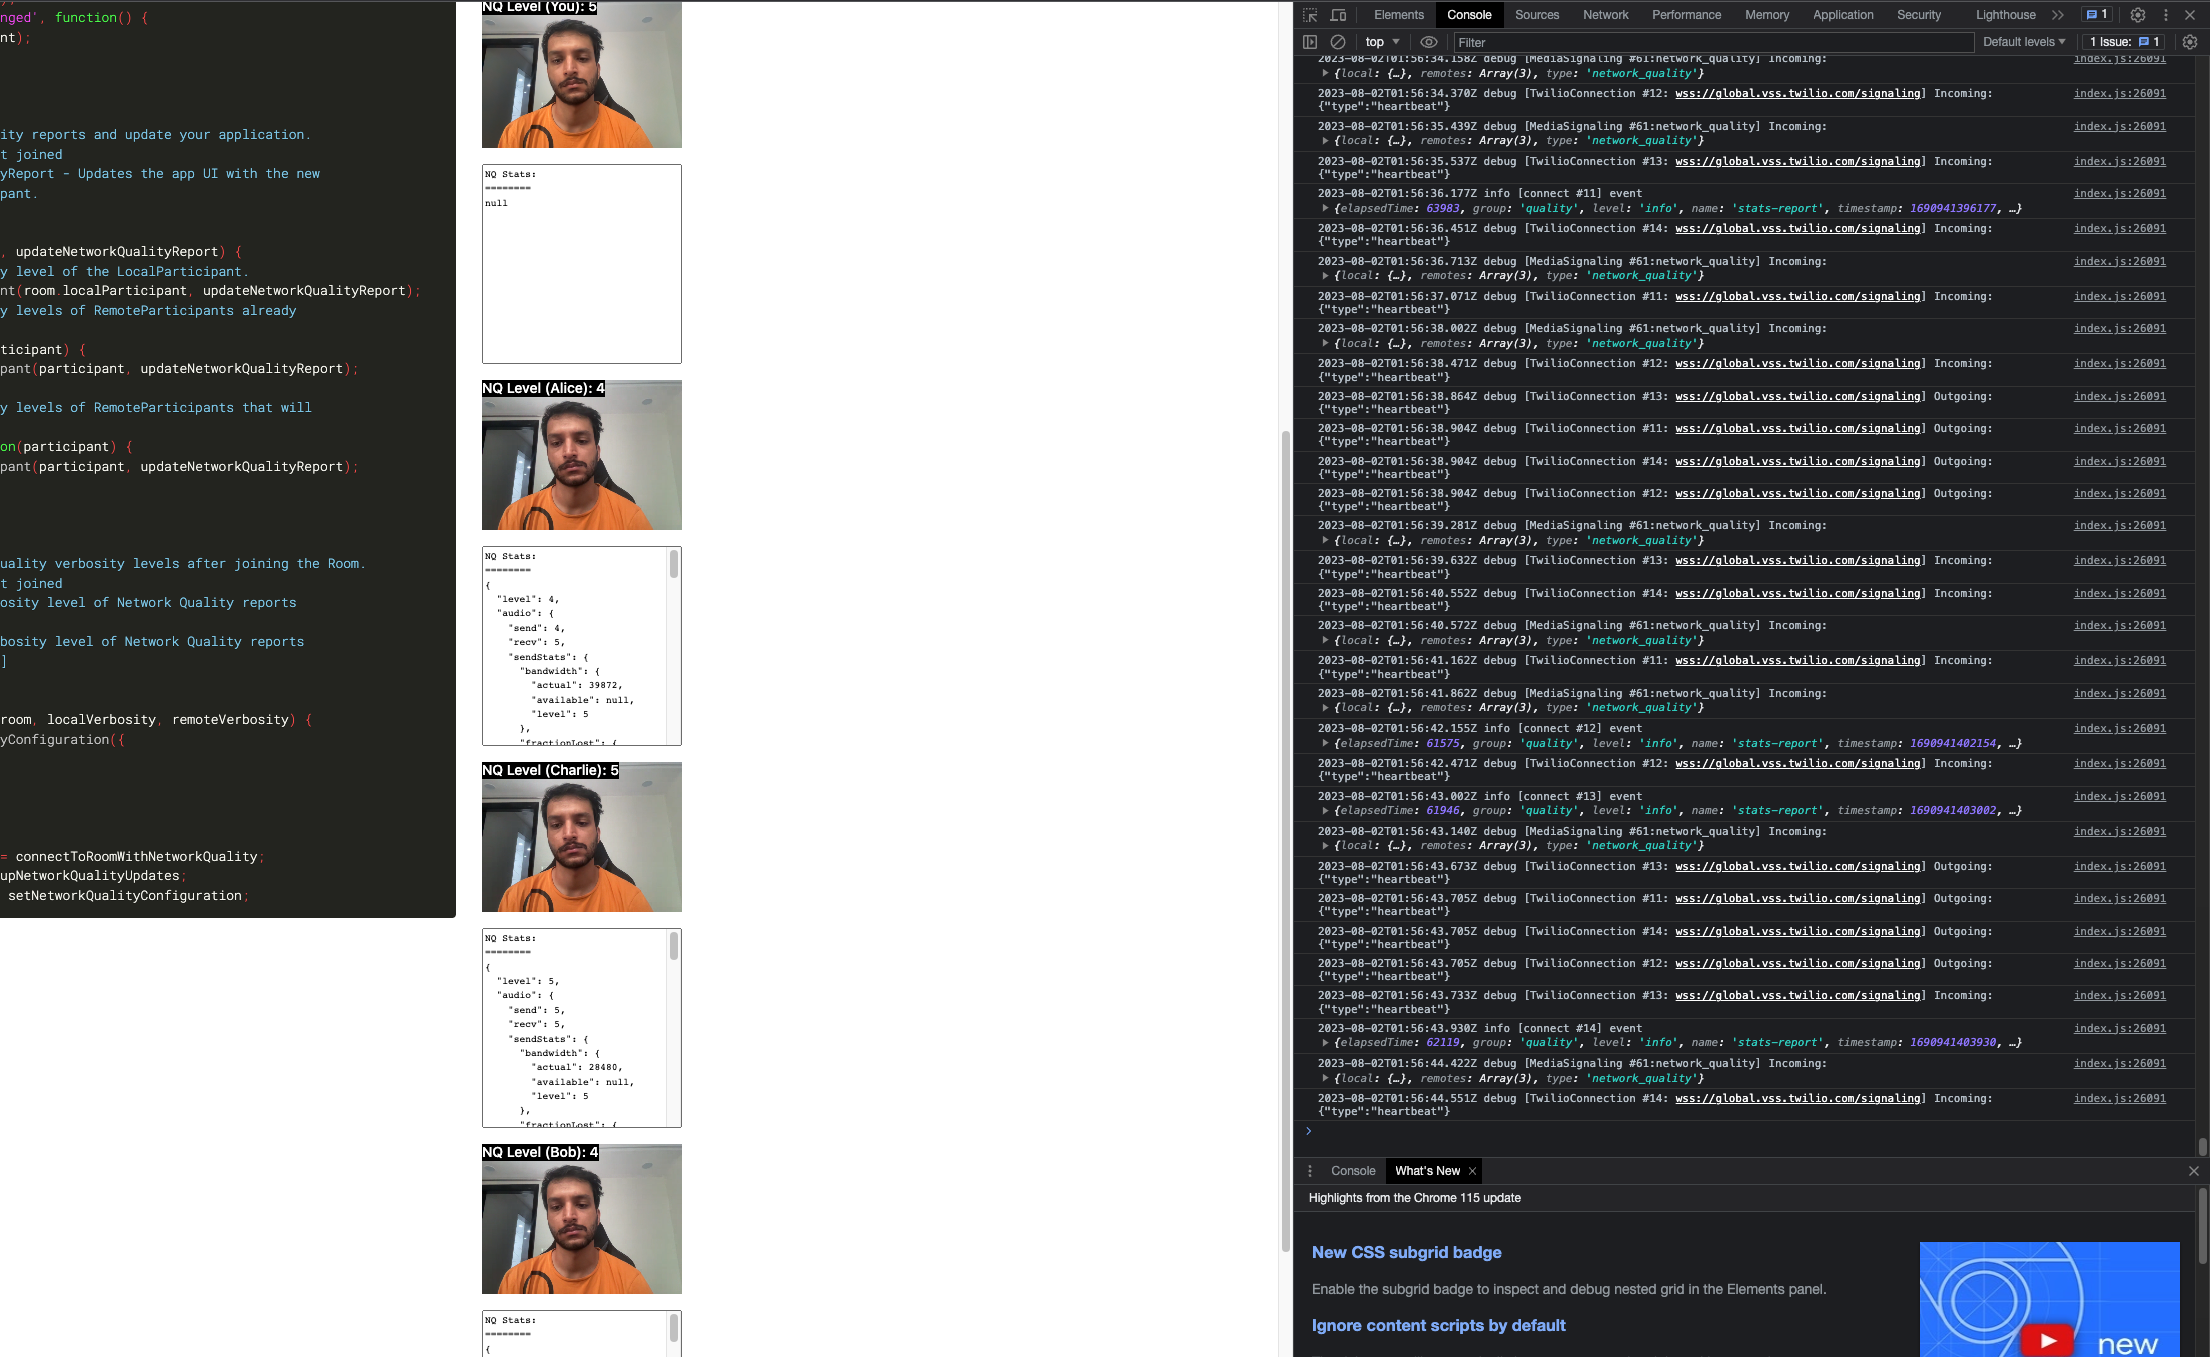 nged', function() {
nt);
ity reports and update your application.
t joined
yReport - Updates the app UI with the new
pant.
, updateNetworkQualityReport) {
y level of the LocalParticipant.
nt(room.localParticipant, updateNetworkQualityReport);
y levels of RemoteParticipants already
ticipant) {
pant(participant, updateNetworkQualityReport);
y levels of RemoteParticipants that will
on(participant) {
pant(participant, updateNetworkQualityReport);
uality verbosity levels after joining the Room.
t joined
osity level of Network Quality reports
bosity level of Network Quality reports
]
room, localVerbosity, remoteVerbosity) {
yConfiguration({
= connectToRoomWithNetworkQuality;
upNetworkQualityUpdates;
setNetworkQualityConfiguration;
NQ Level (You): 5
NQ Stats:
========
null
NQ Level (Alice): 4
NQ Stats:
========
{
"level": 4,
"audio": {
"send": 4,
"recv": 5,
"sendStats": {
"bandwidth": {
"actual": 39872,
"available": null,
"level": 5
},
"fractionLost": {
NQ Level (Charlie): 5
NQ Stats:
========
{
"level": 5,
"audio": {
"send": 5,
"recv": 5,
"sendStats": {
"bandwidth": {
"actual": 28480,
"available": null,
"level": 5
},
"fractionLost": {
NQ Level (Bob): 4
NQ Stats:
========
{
Elements Console Sources Network Performance Memory Application Security Lighthouse 1
top Filter Default levels 1 Issue: 1
2023-08-02T01:56:34.158Z debug [MediaSignaling #61:network_quality] Incoming: index.js:26091
{local: {…}, remotes: Array(3), type: 'network_quality'}
2023-08-02T01:56:34.370Z debug [TwilioConnection #12: wss://global.vss.twilio.com/signaling] Incoming: index.js:26091
{"type":"heartbeat"}
2023-08-02T01:56:35.439Z debug [MediaSignaling #61:network_quality] Incoming: index.js:26091
{local: {…}, remotes: Array(3), type: 'network_quality'}
2023-08-02T01:56:35.537Z debug [TwilioConnection #13: wss://global.vss.twilio.com/signaling] Incoming: index.js:26091
{"type":"heartbeat"}
2023-08-02T01:56:36.177Z info [connect #11] event index.js:26091
{elapsedTime: 63983, group: 'quality', level: 'info', name: 'stats-report', timestamp: 1690941396177, …}
2023-08-02T01:56:36.451Z debug [TwilioConnection #14: wss://global.vss.twilio.com/signaling] Incoming: index.js:26091
{"type":"heartbeat"}
2023-08-02T01:56:36.713Z debug [MediaSignaling #61:network_quality] Incoming: index.js:26091
{local: {…}, remotes: Array(3), type: 'network_quality'}
2023-08-02T01:56:37.071Z debug [TwilioConnection #11: wss://global.vss.twilio.com/signaling] Incoming: index.js:26091
{"type":"heartbeat"}
2023-08-02T01:56:38.002Z debug [MediaSignaling #61:network_quality] Incoming: index.js:26091
{local: {…}, remotes: Array(3), type: 'network_quality'}
2023-08-02T01:56:38.471Z debug [TwilioConnection #12: wss://global.vss.twilio.com/signaling] Incoming: index.js:26091
{"type":"heartbeat"}
2023-08-02T01:56:38.864Z debug [TwilioConnection #13: wss://global.vss.twilio.com/signaling] Outgoing: index.js:26091
{"type":"heartbeat"}
2023-08-02T01:56:38.904Z debug [TwilioConnection #11: wss://global.vss.twilio.com/signaling] Outgoing: index.js:26091
{"type":"heartbeat"}
2023-08-02T01:56:38.904Z debug [TwilioConnection #14: wss://global.vss.twilio.com/signaling] Outgoing: index.js:26091
{"type":"heartbeat"}
2023-08-02T01:56:38.904Z debug [TwilioConnection #12: wss://global.vss.twilio.com/signaling] Outgoing: index.js:26091
{"type":"heartbeat"}
2023-08-02T01:56:39.281Z debug [MediaSignaling #61:network_quality] Incoming: index.js:26091
{local: {…}, remotes: Array(3), type: 'network_quality'}
2023-08-02T01:56:39.632Z debug [TwilioConnection #13: wss://global.vss.twilio.com/signaling] Incoming: index.js:26091
{"type":"heartbeat"}
2023-08-02T01:56:40.552Z debug [TwilioConnection #14: wss://global.vss.twilio.com/signaling] Incoming: index.js:26091
{"type":"heartbeat"}
2023-08-02T01:56:40.572Z debug [MediaSignaling #61:network_quality] Incoming: index.js:26091
{local: {…}, remotes: Array(3), type: 'network_quality'}
2023-08-02T01:56:41.162Z debug [TwilioConnection #11: wss://global.vss.twilio.com/signaling] Incoming: index.js:26091
{"type":"heartbeat"}
2023-08-02T01:56:41.862Z debug [MediaSignaling #61:network_quality] Incoming: index.js:26091
{local: {…}, remotes: Array(3), type: 'network_quality'}
2023-08-02T01:56:42.155Z info [connect #12] event index.js:26091
{elapsedTime: 61575, group: 'quality', level: 'info', name: 'stats-report', timestamp: 1690941402154, …}
2023-08-02T01:56:42.471Z debug [TwilioConnection #12: wss://global.vss.twilio.com/signaling] Incoming: index.js:26091
{"type":"heartbeat"}
2023-08-02T01:56:43.002Z info [connect #13] event index.js:26091
{elapsedTime: 61946, group: 'quality', level: 'info', name: 'stats-report', timestamp: 1690941403002, …}
2023-08-02T01:56:43.140Z debug [MediaSignaling #61:network_quality] Incoming: index.js:26091
{local: {…}, remotes: Array(3), type: 'network_quality'}
2023-08-02T01:56:43.673Z debug [TwilioConnection #13: wss://global.vss.twilio.com/signaling] Outgoing: index.js:26091
{"type":"heartbeat"}
2023-08-02T01:56:43.705Z debug [TwilioConnection #11: wss://global.vss.twilio.com/signaling] Outgoing: index.js:26091
{"type":"heartbeat"}
2023-08-02T01:56:43.705Z debug [TwilioConnection #14: wss://global.vss.twilio.com/signaling] Outgoing: index.js:26091
{"type":"heartbeat"}
2023-08-02T01:56:43.705Z debug [TwilioConnection #12: wss://global.vss.twilio.com/signaling] Outgoing: index.js:26091
{"type":"heartbeat"}
2023-08-02T01:56:43.733Z debug [TwilioConnection #13: wss://global.vss.twilio.com/signaling] Incoming: index.js:26091
{"type":"heartbeat"}
2023-08-02T01:56:43.930Z info [connect #14] event index.js:26091
{elapsedTime: 62119, group: 'quality', level: 'info', name: 'stats-report', timestamp: 1690941403930, …}
2023-08-02T01:56:44.422Z debug [MediaSignaling #61:network_quality] Incoming: index.js:26091
{local: {…}, remotes: Array(3), type: 'network_quality'}
2023-08-02T01:56:44.551Z debug [TwilioConnection #14: wss://global.vss.twilio.com/signaling] Incoming: index.js:26091
{"type":"heartbeat"}
Console What's New
Highlights from the Chrome 115 update
New CSS subgrid badge
Enable the subgrid badge to inspect and debug nested grid in the Elements panel.
Ignore content scripts by default
new